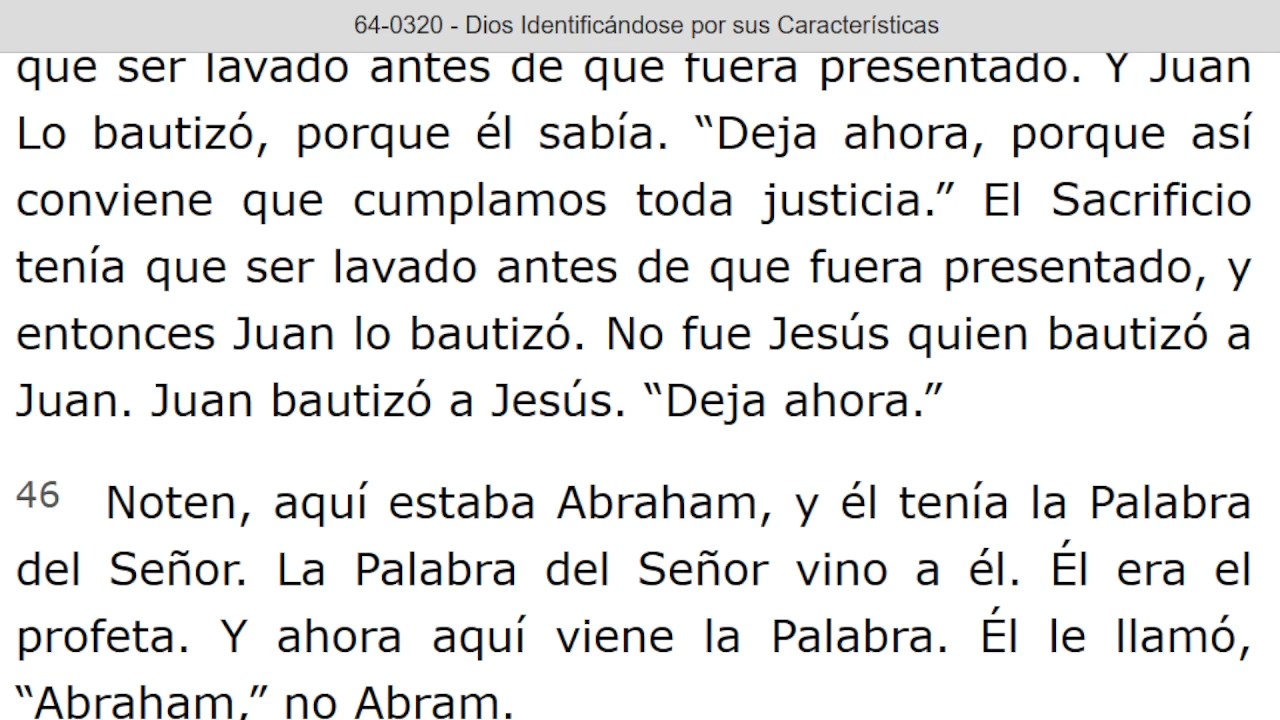 64-0320 - Dios Identificándose por sus Características
que ser lavado antes de que fuera presentado. Y Juan
Lo bautizó, porque él sabía. “Deja ahora, porque así
conviene que cumplamos toda justicia.” El Sacrificio
tenía que ser lavado antes de que fuera presentado, y
entonces Juan lo bautizó. No fue Jesús quien bautizó a
Juan. Juan bautizó a Jesús. “Deja ahora.”
46 Noten, aquí estaba Abraham, y él tenía la Palabra
del Señor. La Palabra del Señor vino a él. Él era el
profeta. Y ahora aquí viene la Palabra. Él le llamó,
“Abraham,” no Abram.